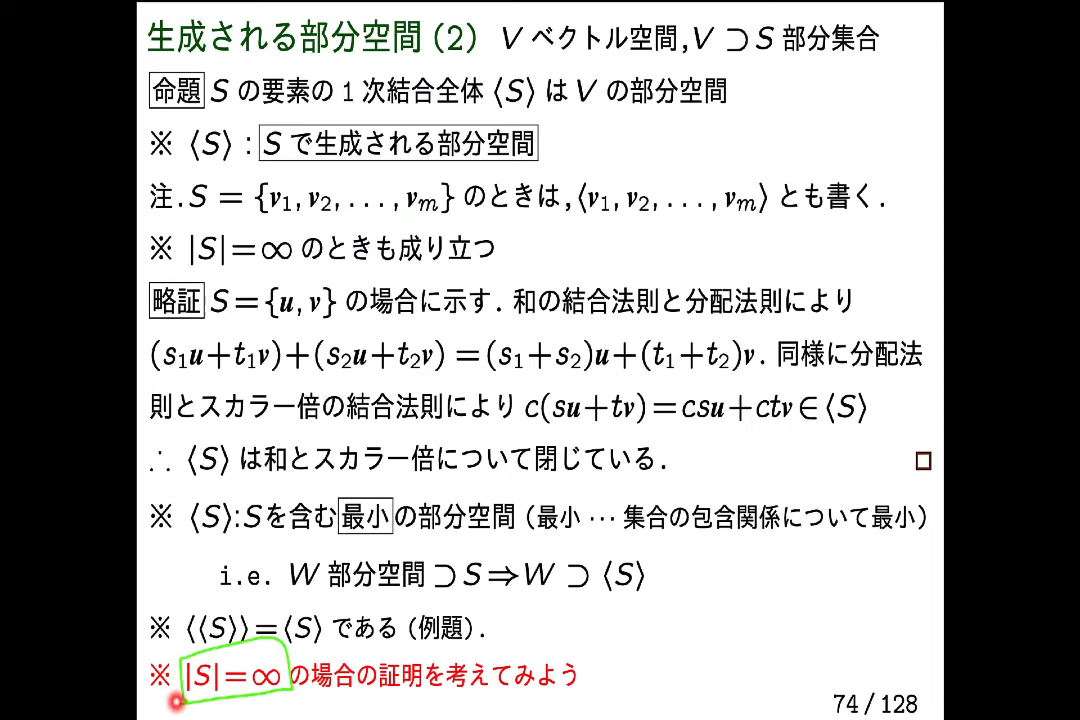 生成される部分空間 (2) V ベクトル空間,V ⊃ S 部分集合
命題 S の要素の 1 次結合全体 ⟨S⟩ は V の部分空間
※ ⟨S⟩ : S で生成される部分空間
注. S = {v₁, v₂, . . . , vₘ} のときは, ⟨v₁, v₂, . . . , vₘ⟩ とも書く.
※ |S|=∞ のときも成り立つ
略証 S={u, v} の場合に示す. 和の結合法則と分配法則により
(s₁u+t₁v)+(s₂u+t₂v) =(s₁+s₂)u+(t₁+t₂)v. 同様に分配法
則とスカラー倍の結合法則により c(su+tv)=csu+ctv∈⟨S⟩
∴ ⟨S⟩ は和とスカラー倍について閉じている. □
※ ⟨S⟩:Sを含む最小の部分空間 (最小 ⋯ 集合の包含関係について最小)
i.e. W 部分空間 ⊃ S ⇒ W ⊃ ⟨S⟩
※ ⟨⟨S⟩⟩=⟨S⟩ である (例題).
※ |S|=∞ の場合の証明を考えてみよう
74 / 128